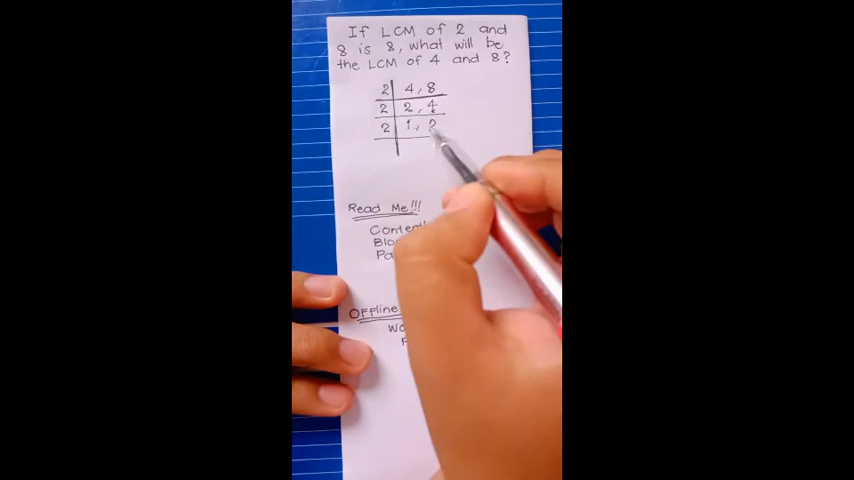 If LCM of 2 and
8 is 8, what will be
the LCM of 4 and 8?
2 | 4, 8
2 | 2, 4
2 | 1, 2
Read Me!!!